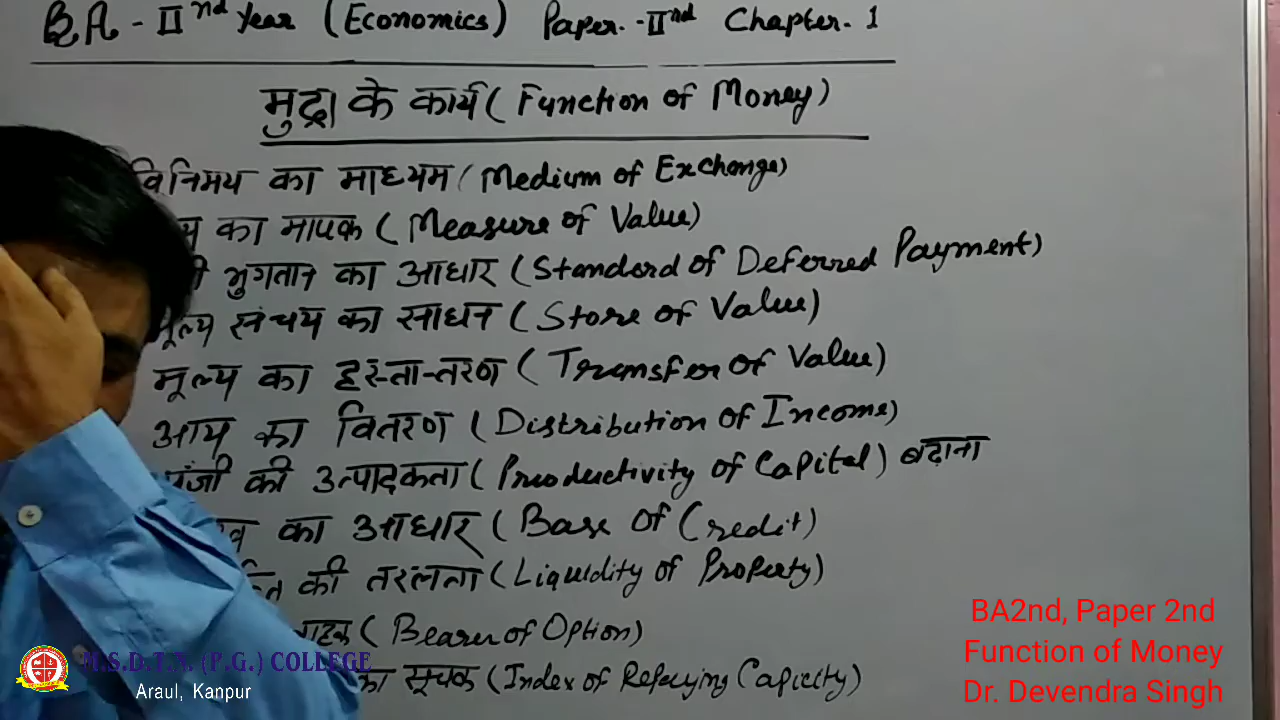 BA - IInd Year (Economics) Paper.-IInd Chapter. 1
मुद्रा के कार्य (Function of Money)
विनिमय का माध्यम (Medium of Exchange)
का मापक (Measure of Value)
भुगतान का आधार (Standard of Deferred Payment)
मूल्य संचय का साधन (Store of Value)
मूल्य का हस्तान्तरण (Transfer of Value)
आय का वितरण (Distribution of Income)
पूंजी की उत्पादकता (Productivity of Capital) बढ़ाना
का आधार (Base of Credit)
की तरलता (Liquidity of Property)
(Bearer of Option)
का सूचक (Index of Repaying Capicity)
M.S.D.T.N. (P.G.) COLLEGE
Araul, Kanpur
BA2nd, Paper 2nd
Function of Money
Dr. Devendra Singh